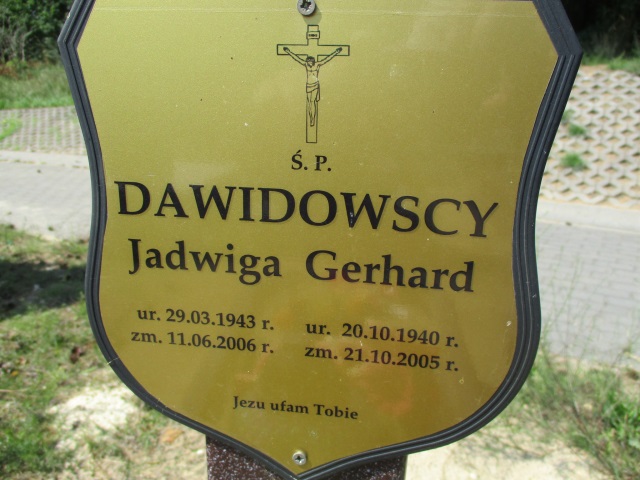 Ś. P.
DAWIDOWSCY
Jadwiga Gerhard
ur. 29.03.1943 r. ur. 20.10.1940 r.
zm. 11.06.2006 r. zm. 21.10.2005 r.
Jezu ufam Tobie